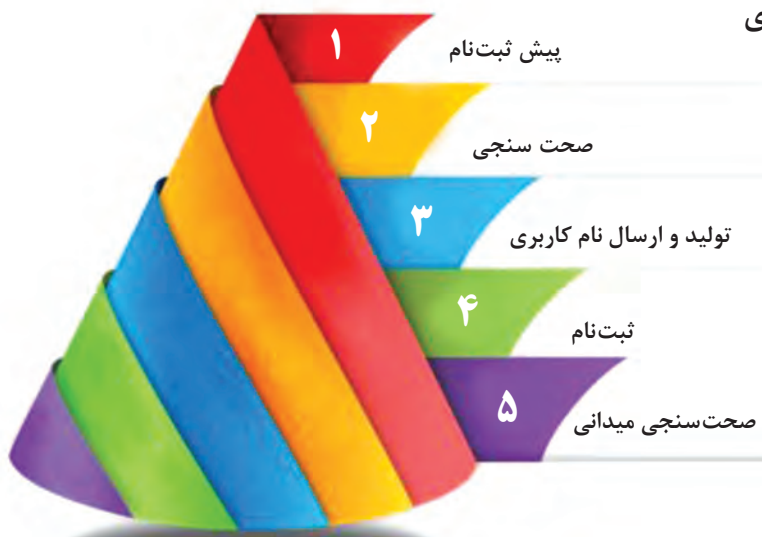 ۱
پیش ثبت‌نام
۲
صحت سنجی
۳
تولید و ارسال نام کاربری
۴
ثبت‌نام
۵
صحت‌سنجی میدانی